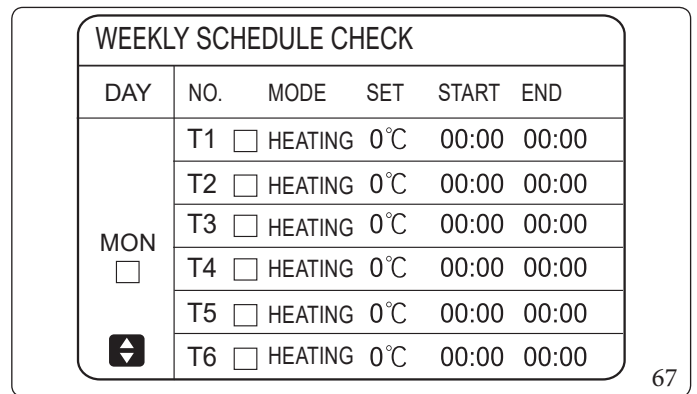 WEEKLY SCHEDULE CHECK
DAY NO. MODE SET START END
T1 HEATING 0℃ 00:00 00:00
T2 HEATING 0℃ 00:00 00:00
T3 HEATING 0℃ 00:00 00:00
MON
T4 HEATING 0℃ 00:00 00:00
T5 HEATING 0℃ 00:00 00:00
T6 HEATING 0℃ 00:00 00:00
67